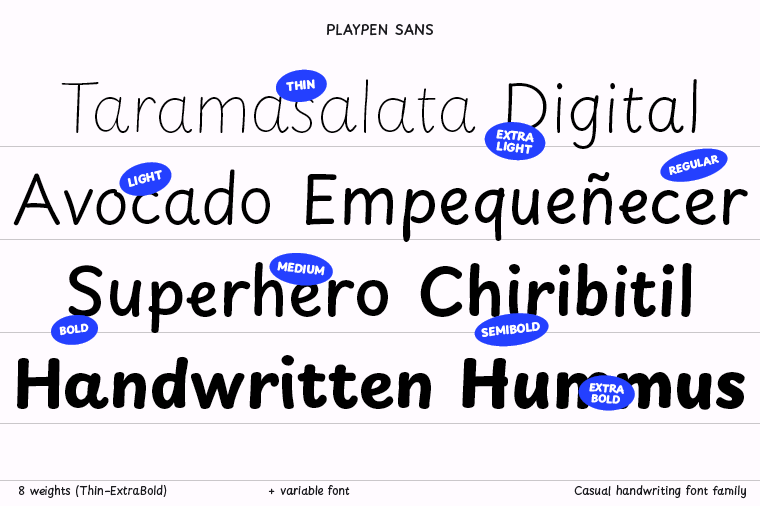 PLAYPEN SANS
THIN
Taramasalata Digital
EXTRA
LIGHT
LIGHT
REGULAR
Avocado Empequeñecer
MEDIUM
Superhero Chiribitil
BOLD
SEMIBOLD
Handwritten Hummus
EXTRA
BOLD
8 weights (Thin–ExtraBold)
+ variable font
Casual handwriting font family